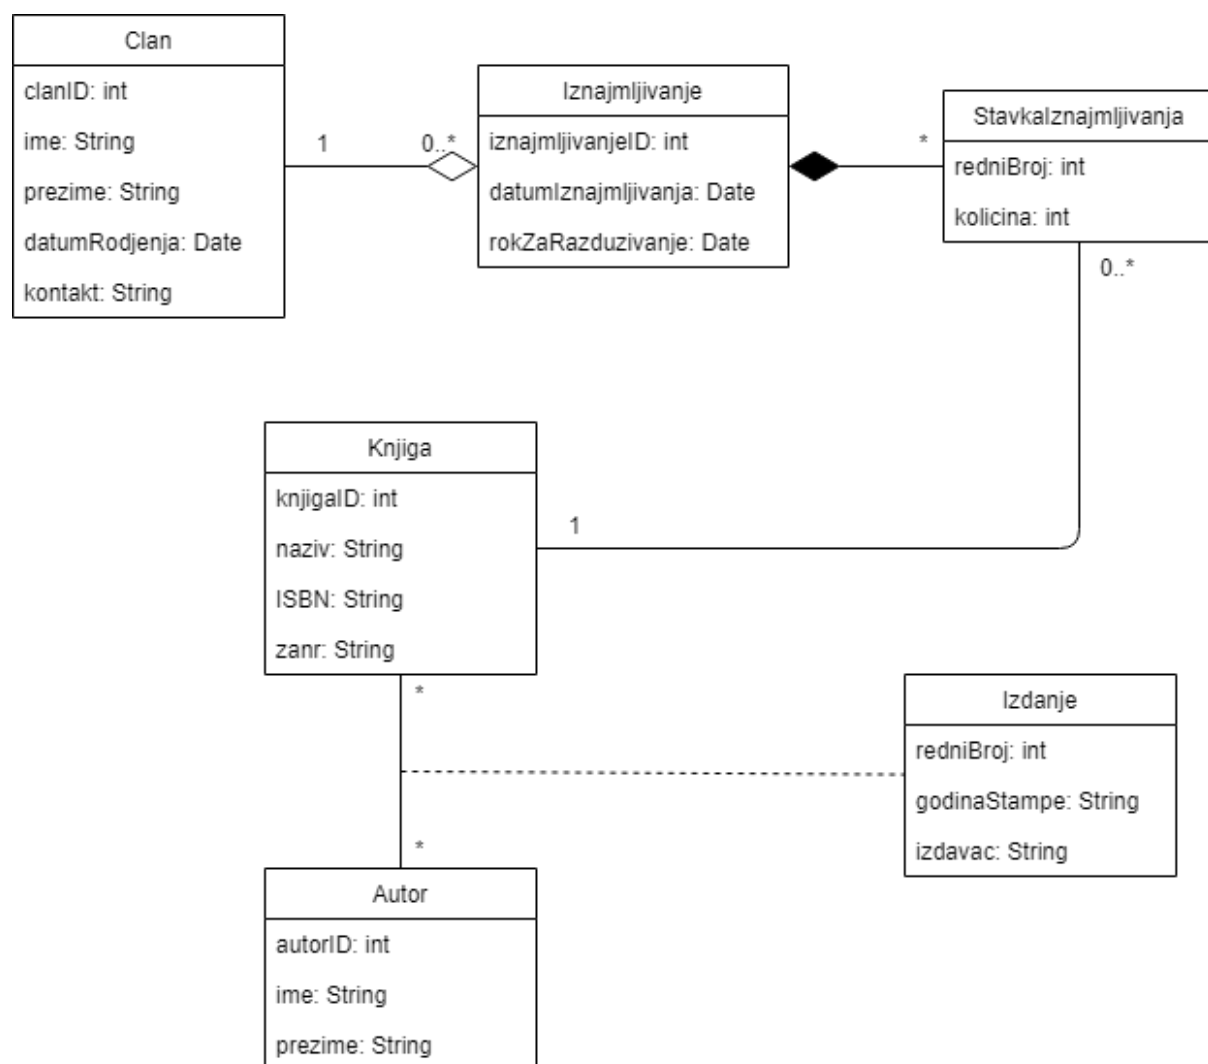 Clan
clanID: int
ime: String
prezime: String
datumRodjenja: Date
kontakt: String
1
0..*
Iznajmljivanje
iznajmljivanjeID: int
datumIznajmljivanja: Date
rokZaRazduzivanje: Date
*
StavkaIznajmljivanja
redniBroj: int
kolicina: int
0..*
Knjiga
knjigaID: int
naziv: String
ISBN: String
zanr: String
1
*
*
Izdanje
redniBroj: int
godinaStampe: String
izdavac: String
Autor
autorID: int
ime: String
prezime: String